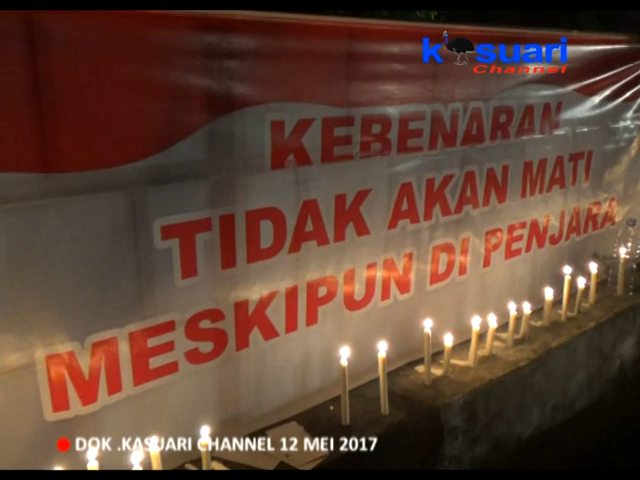 kasuari
Channel
KEBENARAN
TIDAK AKAN MATI
MESKIPUN DI PENJARA
DOK .KASUARI CHANNEL 12 MEI 2017